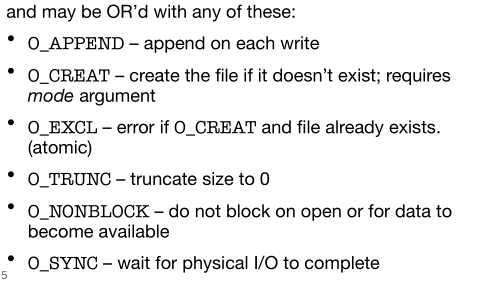 and may be OR’d with any of these:
• O_APPEND – append on each write
• O_CREAT – create the file if it doesn’t exist; requires
mode argument
• O_EXCL – error if O_CREAT and file already exists.
(atomic)
• O_TRUNC – truncate size to 0
• O_NONBLOCK – do not block on open or for data to
become available
• O_SYNC – wait for physical I/O to complete
5